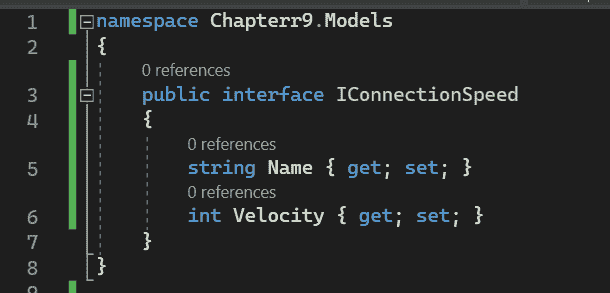 1 namespace Chapterr9.Models
2 {
0 references
3 public interface IConnectionSpeed
4 {
0 references
5 string Name { get; set; }
0 references
6 int Velocity { get; set; }
7 }
8 }
9